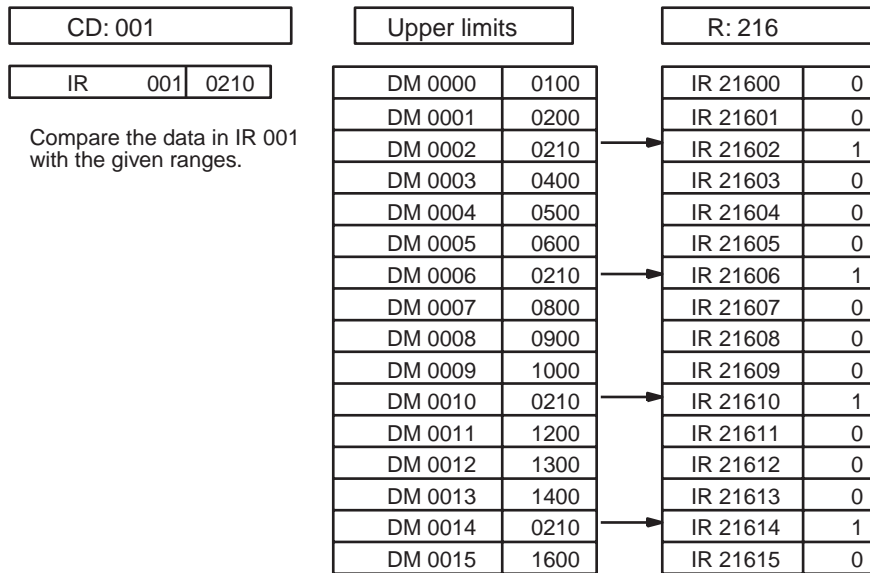 CD: 001 Upper limits R: 216
IR 001 0210
Compare the data in IR 001
with the given ranges.
DM 0000 0100 IR 21600 0
DM 0001 0200 IR 21601 0
DM 0002 0210 IR 21602 1
DM 0003 0400 IR 21603 0
DM 0004 0500 IR 21604 0
DM 0005 0600 IR 21605 0
DM 0006 0210 IR 21606 1
DM 0007 0800 IR 21607 0
DM 0008 0900 IR 21608 0
DM 0009 1000 IR 21609 0
DM 0010 0210 IR 21610 1
DM 0011 1200 IR 21611 0
DM 0012 1300 IR 21612 0
DM 0013 1400 IR 21613 0
DM 0014 0210 IR 21614 1
DM 0015 1600 IR 21615 0